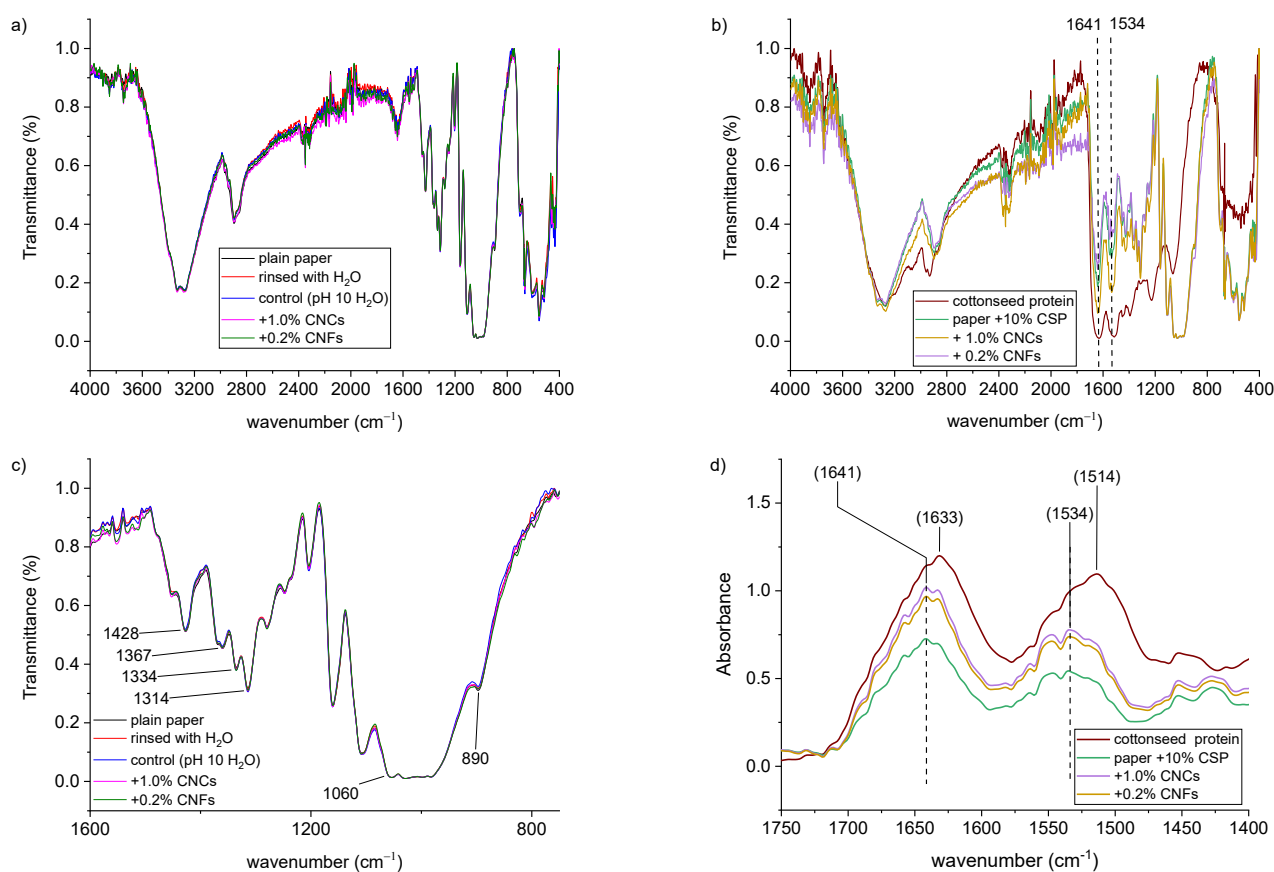 a)
1.0
0.8
0.6
0.4
0.2
0.0
Transmittance (%)
plain paper
rinsed with H₂O
control (pH 10 H₂O)
+1.0% CNCs
+0.2% CNFs
4000 3600 3200 2800 2400 2000 1600 1200 800 400
wavenumber (cm⁻¹)
b)
1641 1534
1.0
0.8
0.6
0.4
0.2
0.0
Transmittance (%)
cottonseed protein
paper +10% CSP
+ 1.0% CNCs
+ 0.2% CNFs
4000 3600 3200 2800 2400 2000 1600 1200 800 400
wavenumber (cm⁻¹)
c)
1.0
0.8
0.6
0.4
0.2
0.0
Transmittance (%)
1428
1367
1334
1314
1060
890
plain paper
rinsed with H₂O
control (pH 10 H₂O)
+1.0% CNCs
+0.2% CNFs
1600 1200 800
wavenumber (cm⁻¹)
d)
(1641)
(1633)
(1534)
(1514)
1.5
1.0
0.5
0.0
Absorbance
cottonseed protein
paper +10% CSP
+1.0% CNCs
+0.2% CNFs
1750 1700 1650 1600 1550 1500 1450 1400
wavenumber (cm⁻¹)